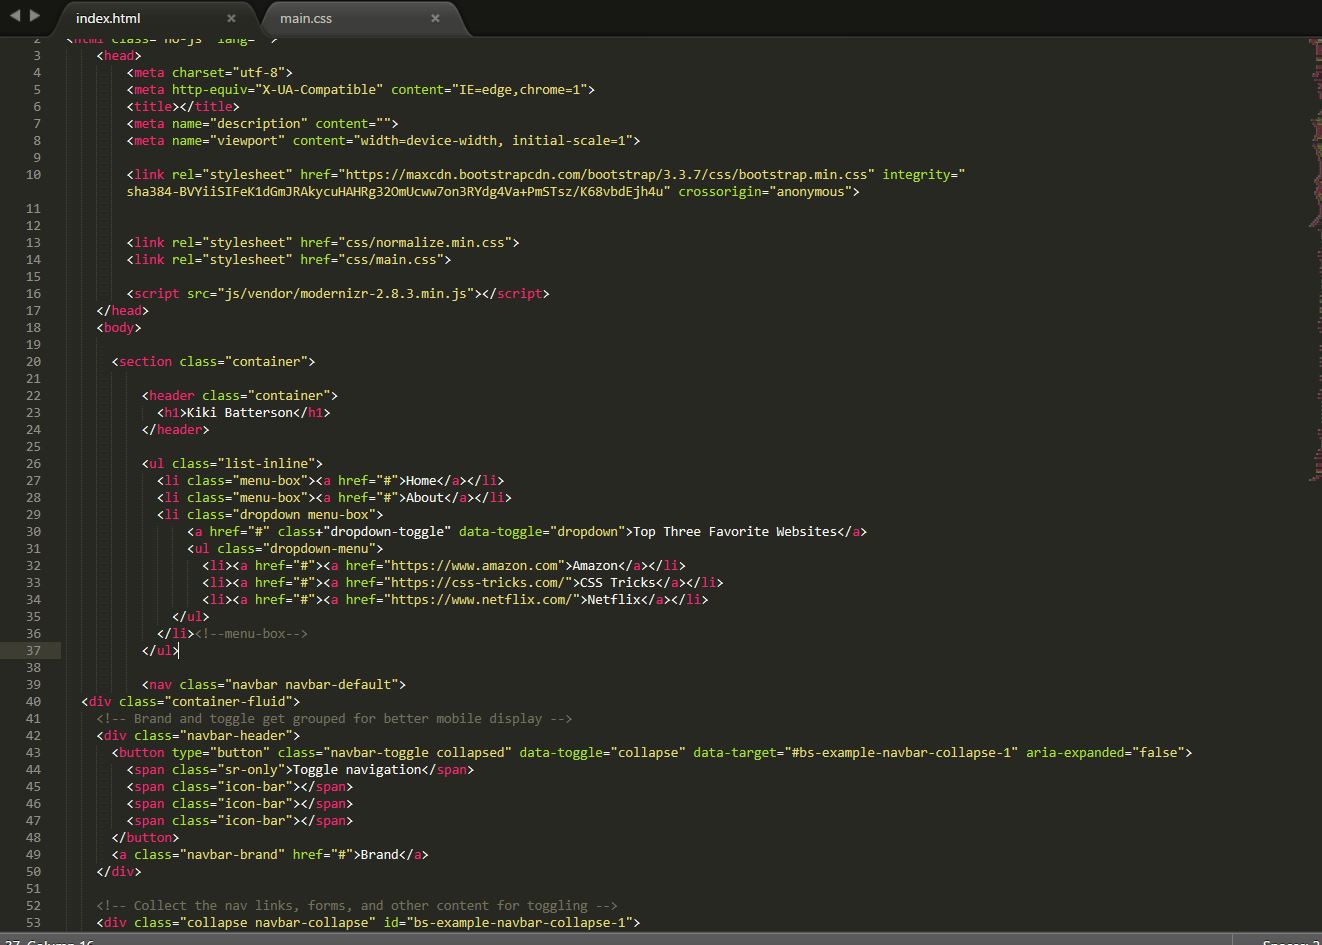 index.html × main.css ×
2 <html class="no-js" lang="">
3 <head>
4 <meta charset="utf-8">
5 <meta http-equiv="X-UA-Compatible" content="IE=edge,chrome=1">
6 <title></title>
7 <meta name="description" content="">
8 <meta name="viewport" content="width=device-width, initial-scale=1">
9
10 <link rel="stylesheet" href="https://maxcdn.bootstrapcdn.com/bootstrap/3.3.7/css/bootstrap.min.css" integrity="
sha384-BVYiiSIFeK1dGmJRAkycuHAHRg32OmUcww7on3RYdg4Va+PmSTsz/K68vbdEjh4u" crossorigin="anonymous">
11
12
13 <link rel="stylesheet" href="css/normalize.min.css">
14 <link rel="stylesheet" href="css/main.css">
15
16 <script src="js/vendor/modernizr-2.8.3.min.js"></script>
17 </head>
18 <body>
19
20 <section class="container">
21
22 <header class="container">
23 <h1>Kiki Batterson</h1>
24 </header>
25
26 <ul class="list-inline">
27 <li class="menu-box"><a href="#">Home</a></li>
28 <li class="menu-box"><a href="#">About</a></li>
29 <li class="dropdown menu-box">
30 <a href="#" class+"dropdown-toggle" data-toggle="dropdown">Top Three Favorite Websites</a>
31 <ul class="dropdown-menu">
32 <li><a href="#"><a href="https://www.amazon.com">Amazon</a></li>
33 <li><a href="#"><a href="https://css-tricks.com/">CSS Tricks</a></li>
34 <li><a href="#"><a href="https://www.netflix.com/">Netflix</a></li>
35 </ul>
36 </li><!--menu-box-->
37 </ul>
38
39 <nav class="navbar navbar-default">
40 <div class="container-fluid">
41 <!-- Brand and toggle get grouped for better mobile display -->
42 <div class="navbar-header">
43 <button type="button" class="navbar-toggle collapsed" data-toggle="collapse" data-target="#bs-example-navbar-collapse-1" aria-expanded="false">
44 <span class="sr-only">Toggle navigation</span>
45 <span class="icon-bar"></span>
46 <span class="icon-bar"></span>
47 <span class="icon-bar"></span>
48 </button>
49 <a class="navbar-brand" href="#">Brand</a>
50 </div>
51
52 <!-- Collect the nav links, forms, and other content for toggling -->
53 <div class="collapse navbar-collapse" id="bs-example-navbar-collapse-1">
37, Column 16